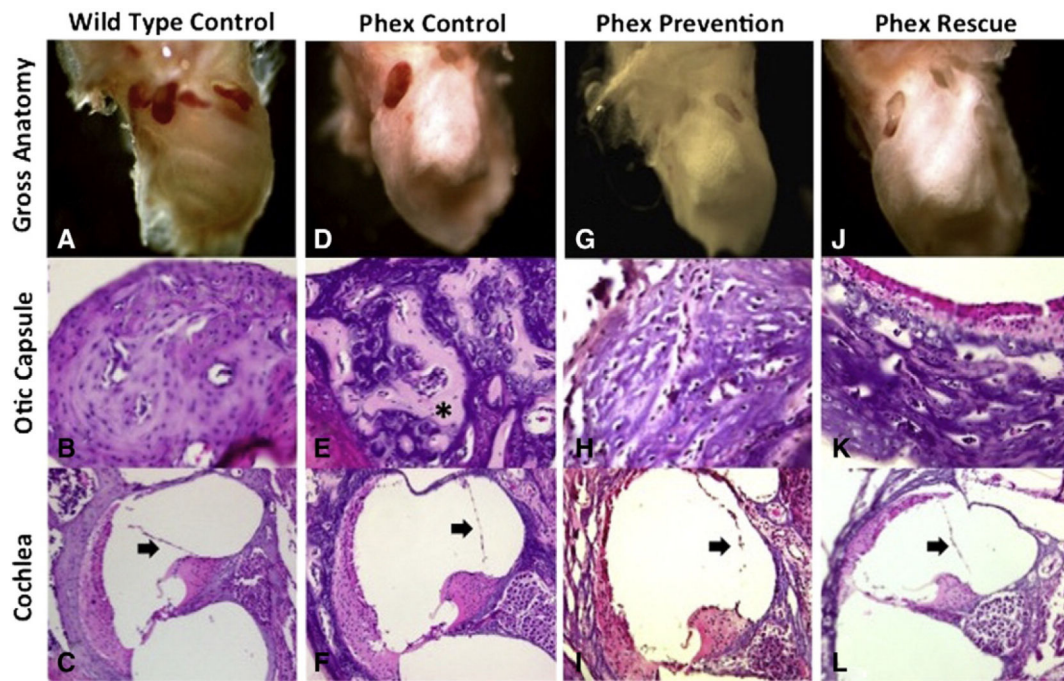 Wild Type Control Phex Control Phex Prevention Phex Rescue
Gross Anatomy
A D G J
Otic Capsule
B E * H K
Cochlea
C F I L